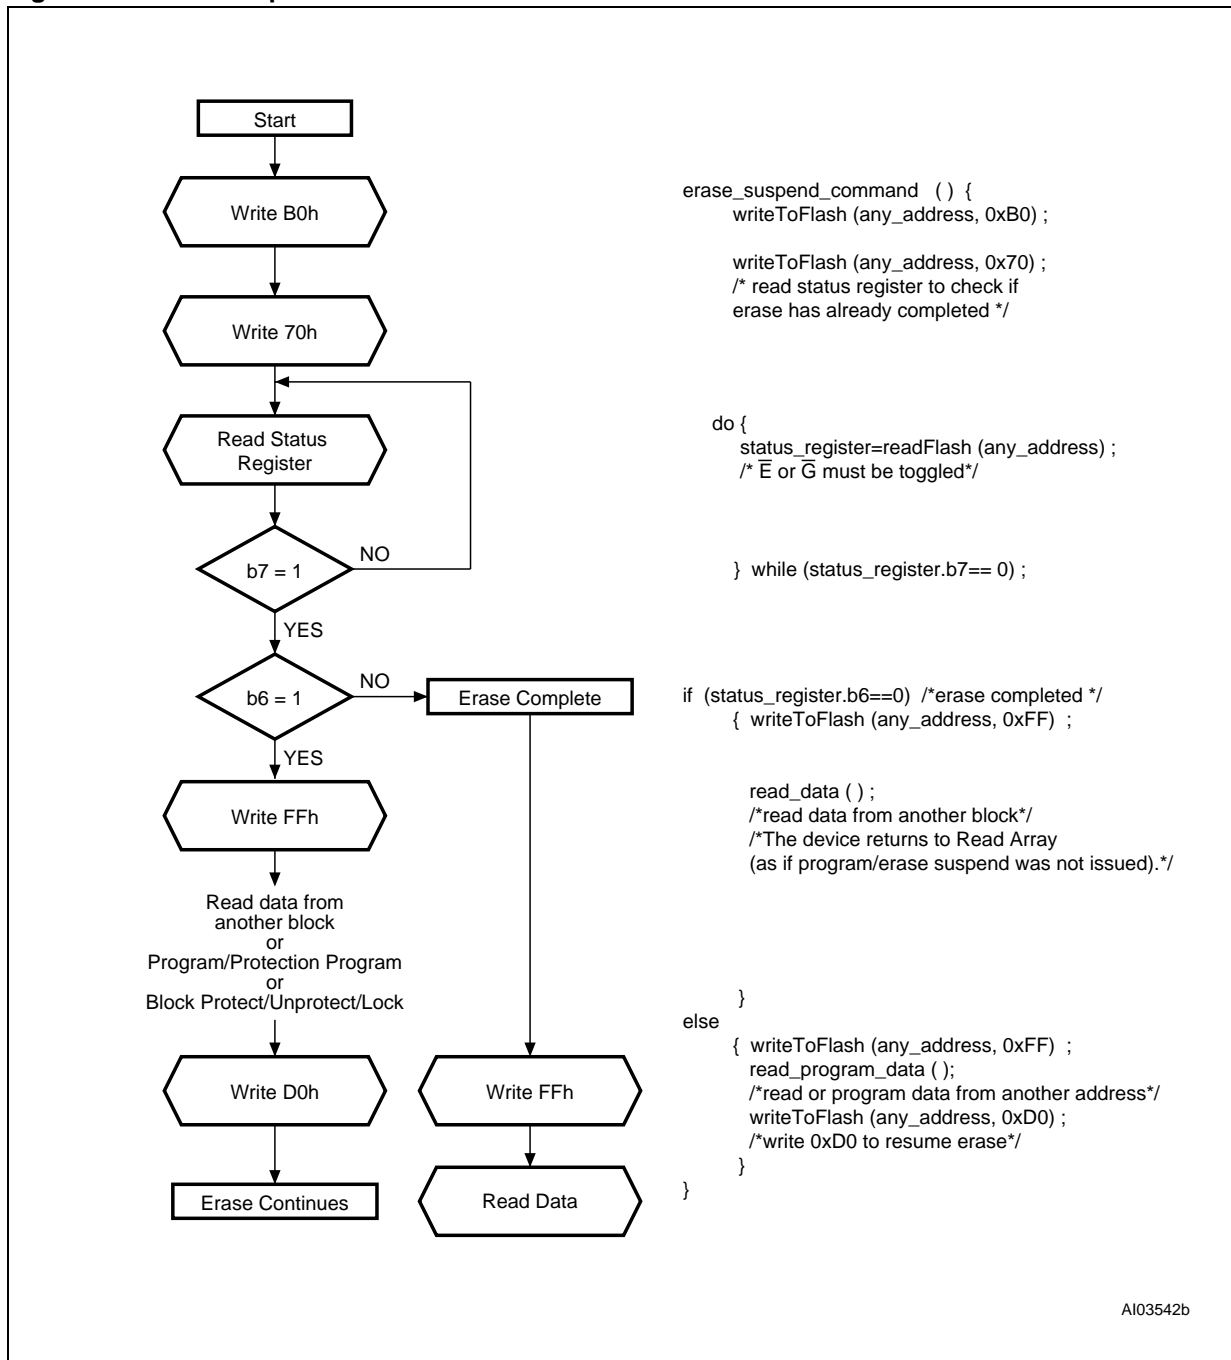 Start
Write B0h
Write 70h
Read Status
Register
NO
b7 = 1
YES
NO
b6 = 1
Erase Complete
YES
Write FFh
Read data from
another block
or
Program/Protection Program
or
Block Protect/Unprotect/Lock
Write D0h
Write FFh
Erase Continues
Read Data
erase_suspend_command ( ) {
writeToFlash (any_address, 0xB0) ;
writeToFlash (any_address, 0x70) ;
/* read status register to check if
erase has already completed */
do {
status_register=readFlash (any_address) ;
/* E̅ or G̅ must be toggled*/
} while (status_register.b7== 0) ;
if (status_register.b6==0) /*erase completed */
{ writeToFlash (any_address, 0xFF) ;
read_data ( ) ;
/*read data from another block*/
/*The device returns to Read Array
(as if program/erase suspend was not issued).*/
}
else
{ writeToFlash (any_address, 0xFF) ;
read_program_data ( );
/*read or program data from another address*/
writeToFlash (any_address, 0xD0) ;
/*write 0xD0 to resume erase*/
}
}
AI03542b